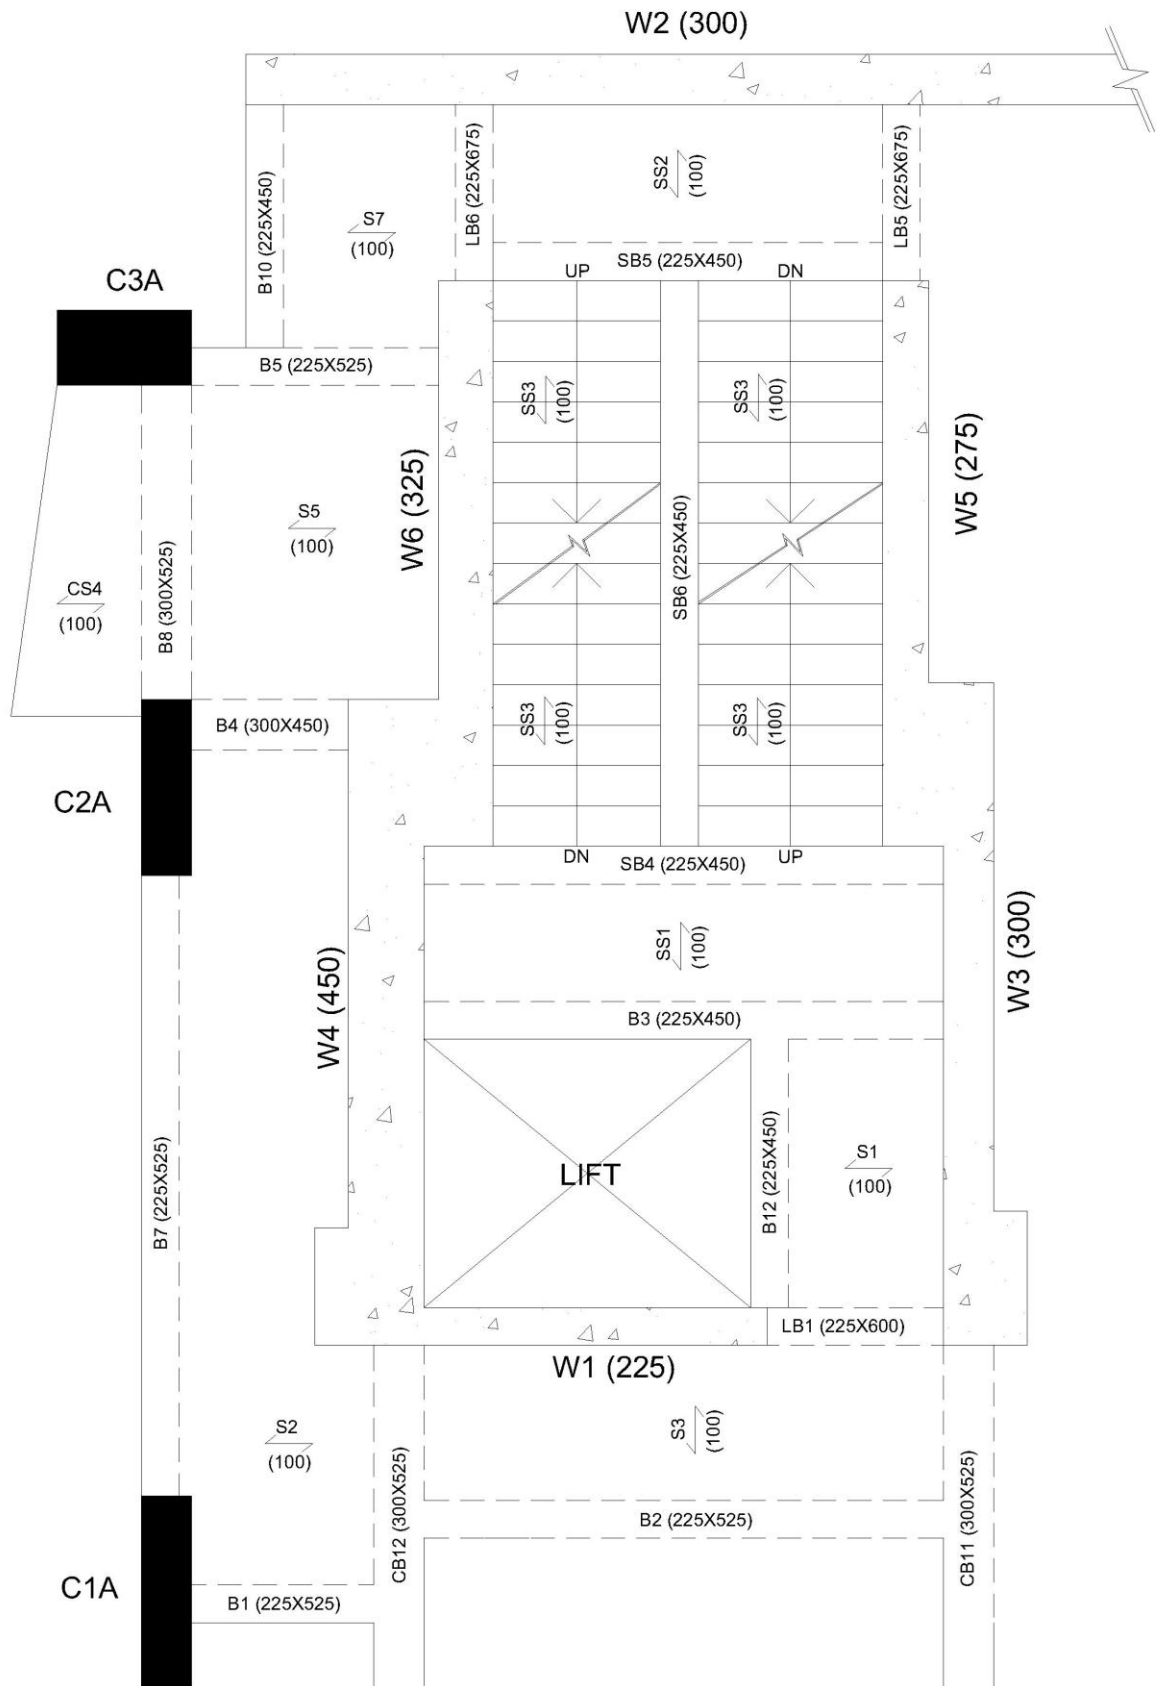 W2 (300)
B10 (225X450)
S7
(100)
LB6 (225X675)
SS2
(100)
LB5 (225X675)
SB5 (225X450)
UP
DN
C3A
B5 (225X525)
SS3
(100)
SS3
(100)
W6 (325)
W5 (275)
S5
(100)
CS4
(100)
B8 (300X525)
SB6 (225X450)
B4 (300X450)
SS3
(100)
SS3
(100)
C2A
DN
UP
SB4 (225X450)
SS1
(100)
W4 (450)
W3 (300)
B3 (225X450)
B7 (225X525)
LIFT
B12 (225X450)
S1
(100)
LB1 (225X600)
W1 (225)
S2
(100)
S3
(100)
CB12 (300X525)
B2 (225X525)
CB11 (300X525)
C1A
B1 (225X525)